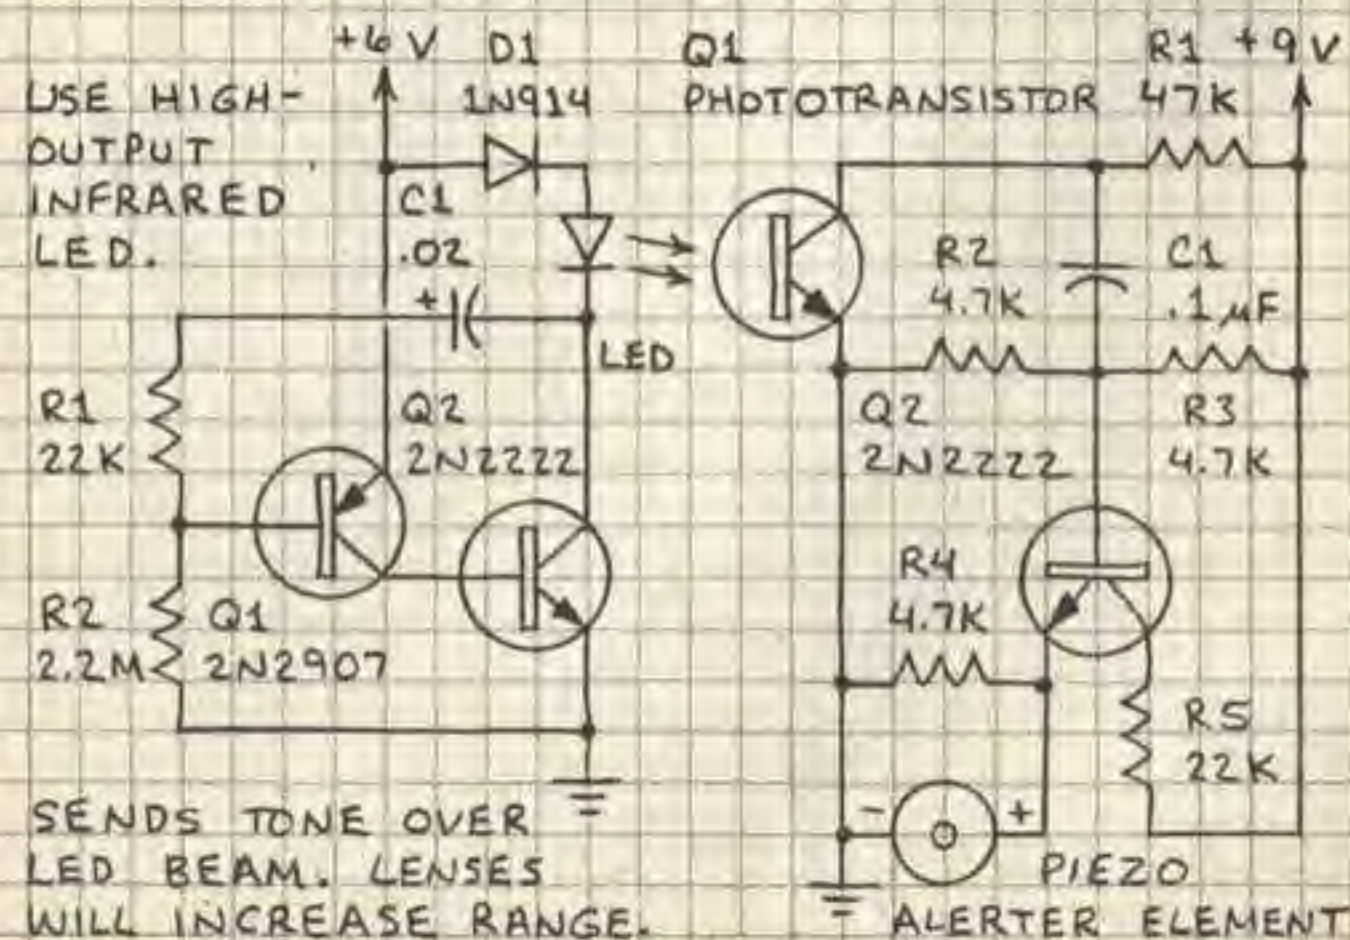 +6 V
D1
1N914
USE HIGH-
OUTPUT
INFRARED
LED.
C1
.02
+
LED
R1
22K
Q2
2N2222
R2
2.2M
Q1
2N2907
SENDS TONE OVER
LED BEAM. LENSES
WILL INCREASE RANGE.
Q1
PHOTOTRANSISTOR
R1
47K
+9V
R2
4.7K
C1
.1µF
Q2
2N2222
R3
4.7K
R4
4.7K
R5
22K
- +
PIEZO
ALERTER ELEMENT